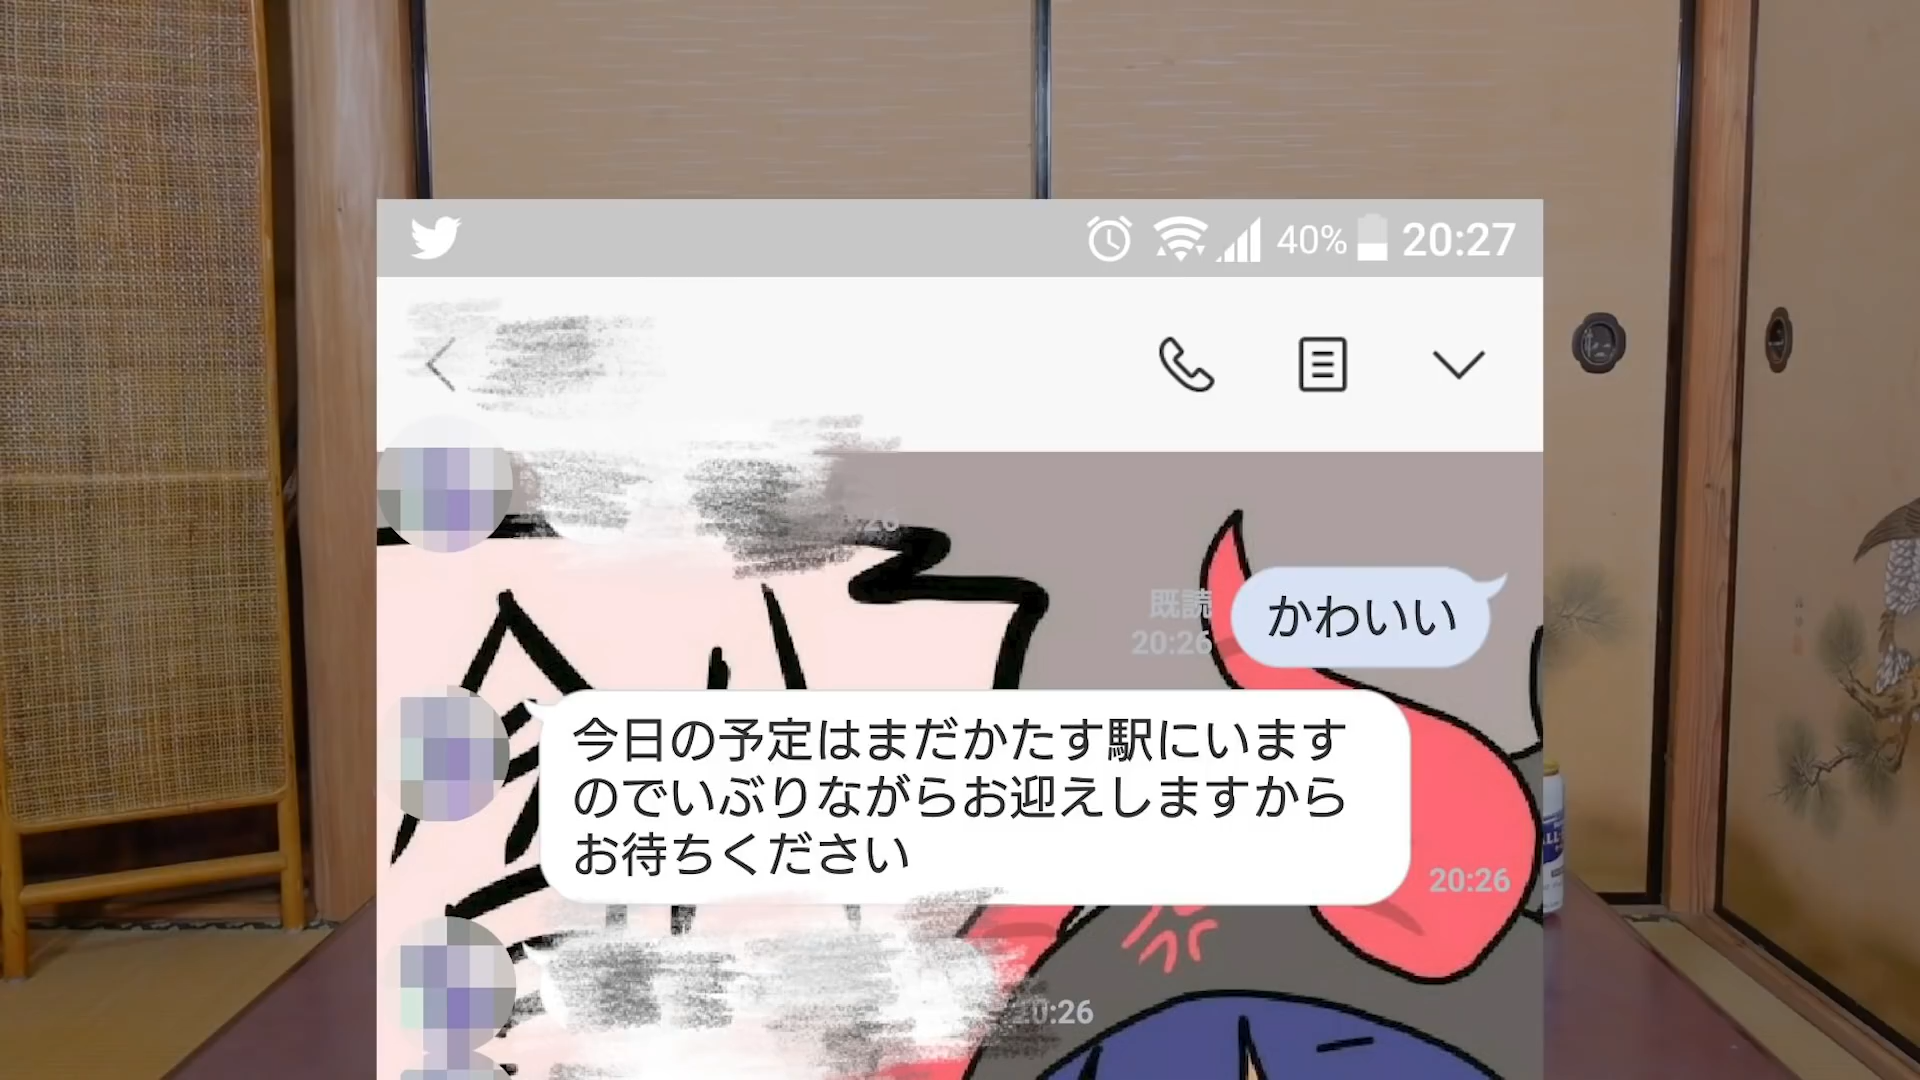 40% 20:27
既読
20:26
かわいい
今日の予定はまだかたす駅にいます
のでいぶりながらお迎えしますから
お待ちください
20:26